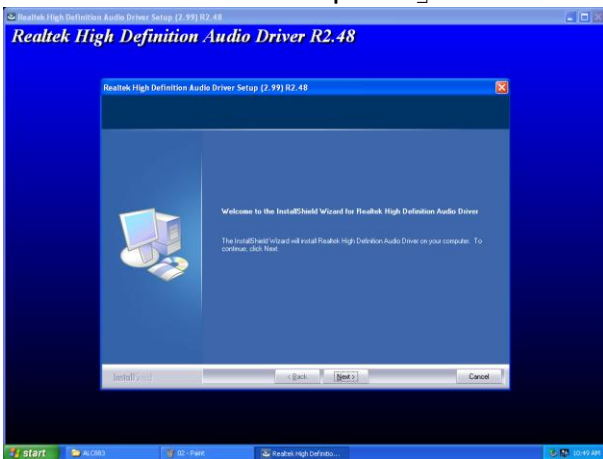 Realtek High Definition Audio Driver Setup (2.99) R2.48
Realtek High Definition Audio Driver R2.48
Realtek High Definition Audio Driver Setup (2.99) R2.48
Welcome to the InstallShield Wizard for Realtek High Definition Audio Driver
The InstallShield Wizard will install Realtek High Definition Audio Driver on your computer. To
continue, click Next
InstallShield
< Back
Next >
Cancel
start
ALC883
02 - Paint
Realtek High Definitio...
10:49 AM